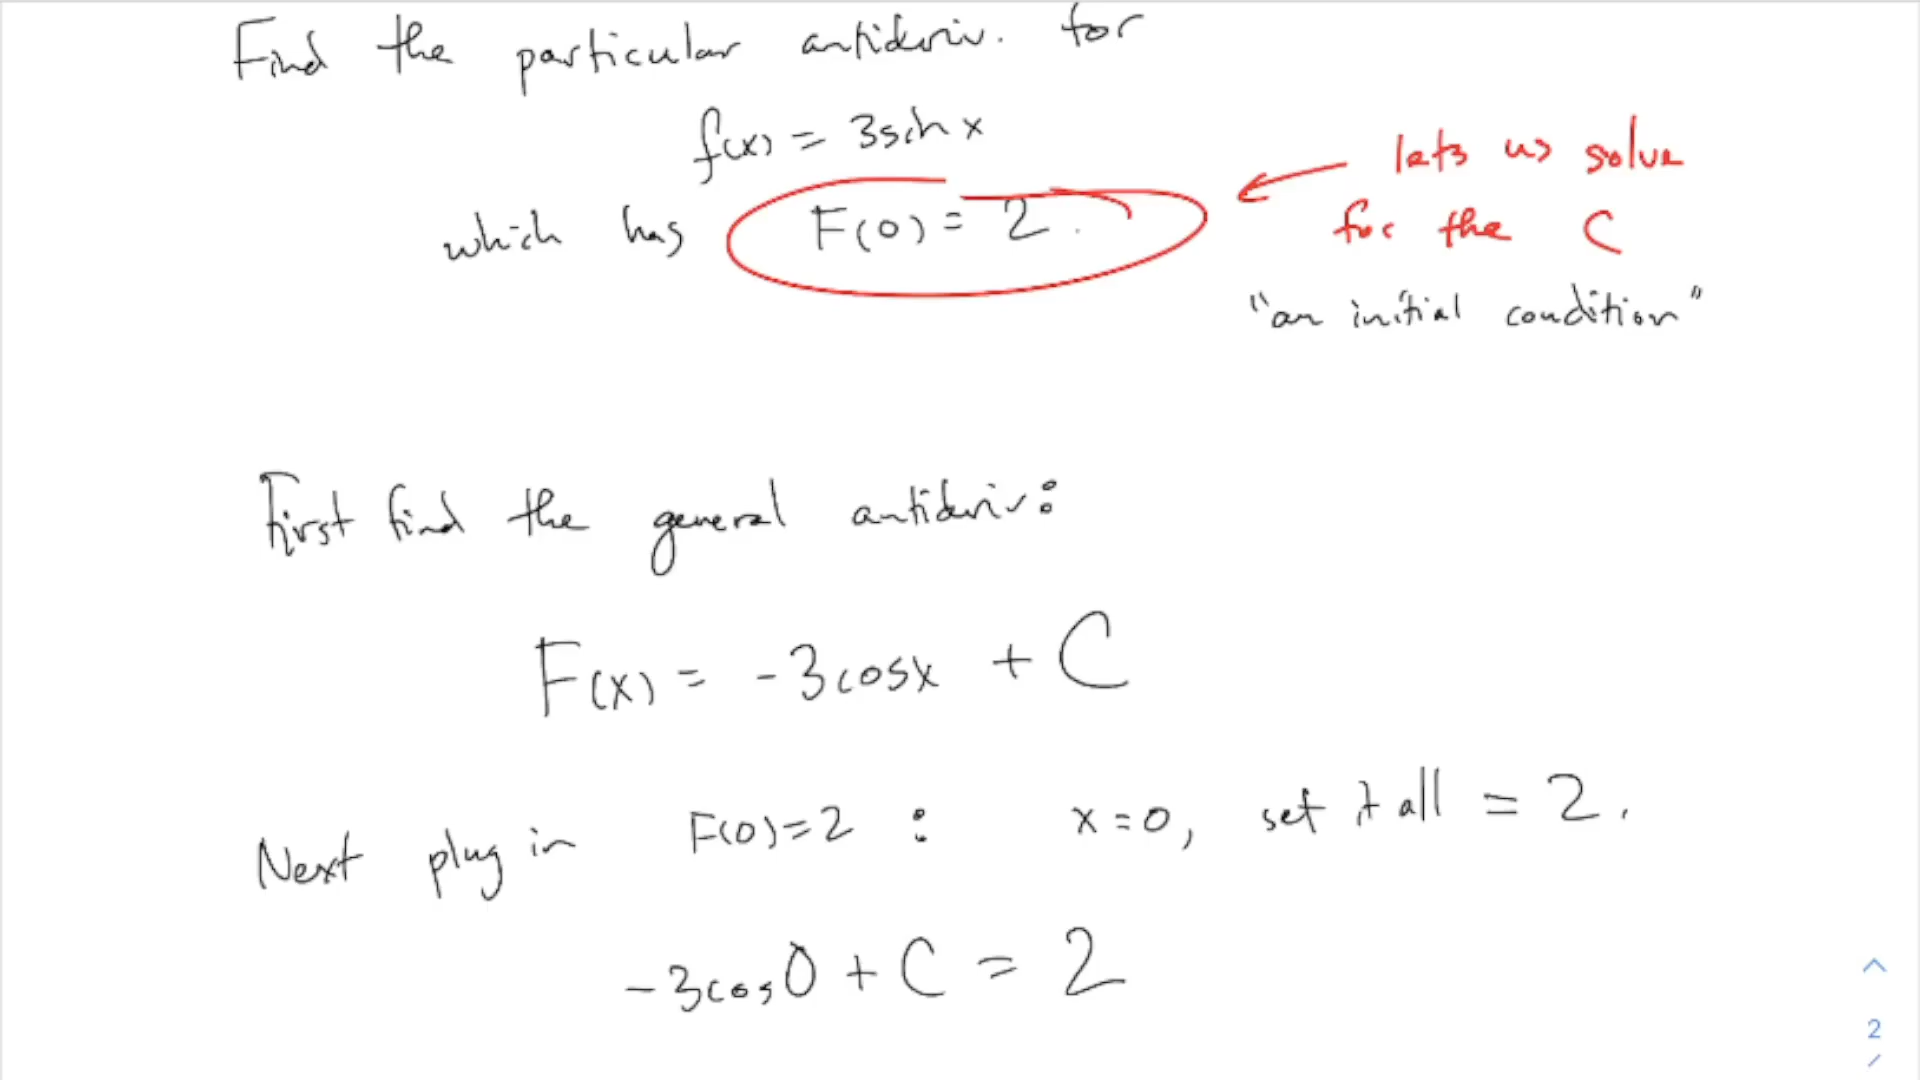 Find the particular antideriv. for
f(x) = 3sin x
which has F(0) = 2.
lets us solve
for the C
"an initial condition"
First find the general antideriv:
F(x) = -3cosx + C
Next plug in F(0)=2 : x=0, set it all = 2.
-3cos0 + C = 2
2